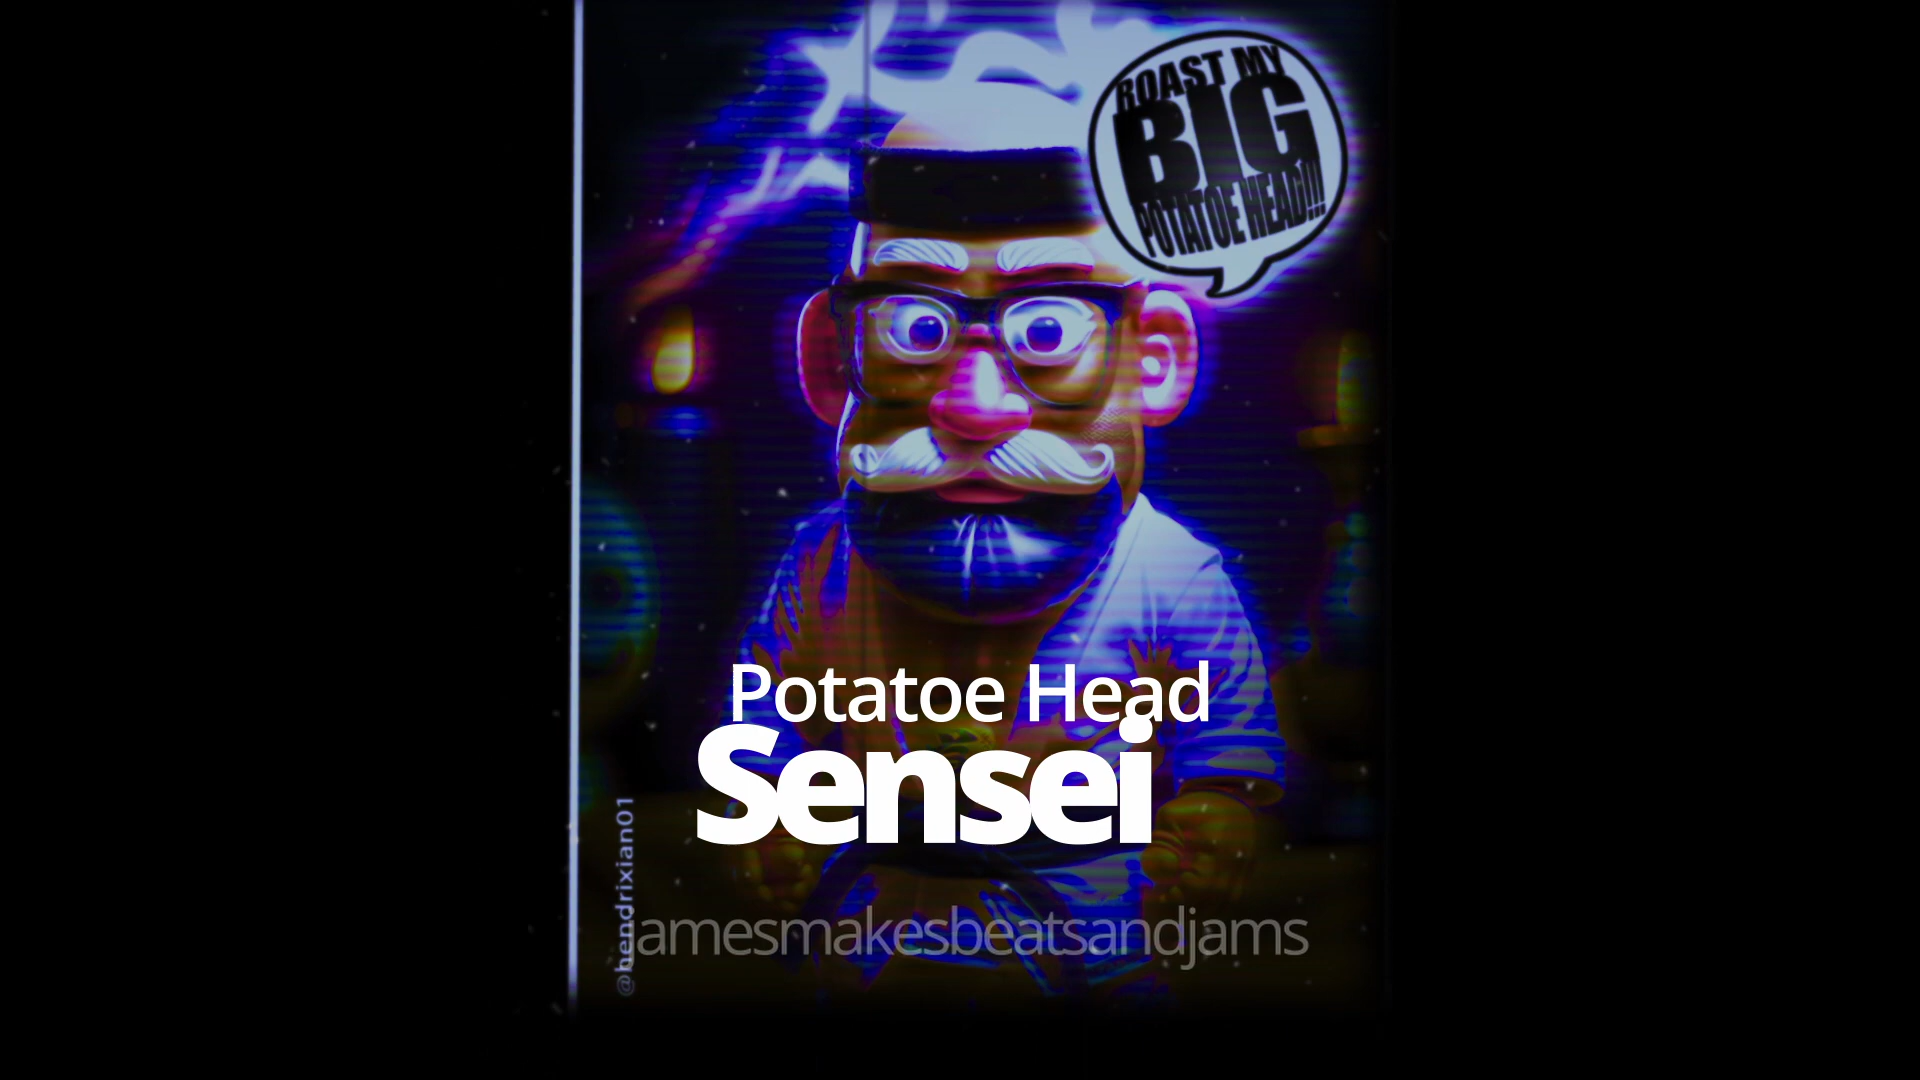 ROAST MY
BIG
POTATOE HEAD!!!
Potatoe Head
Sensei
jamesmakesbeatsandjams
@hendrixian01